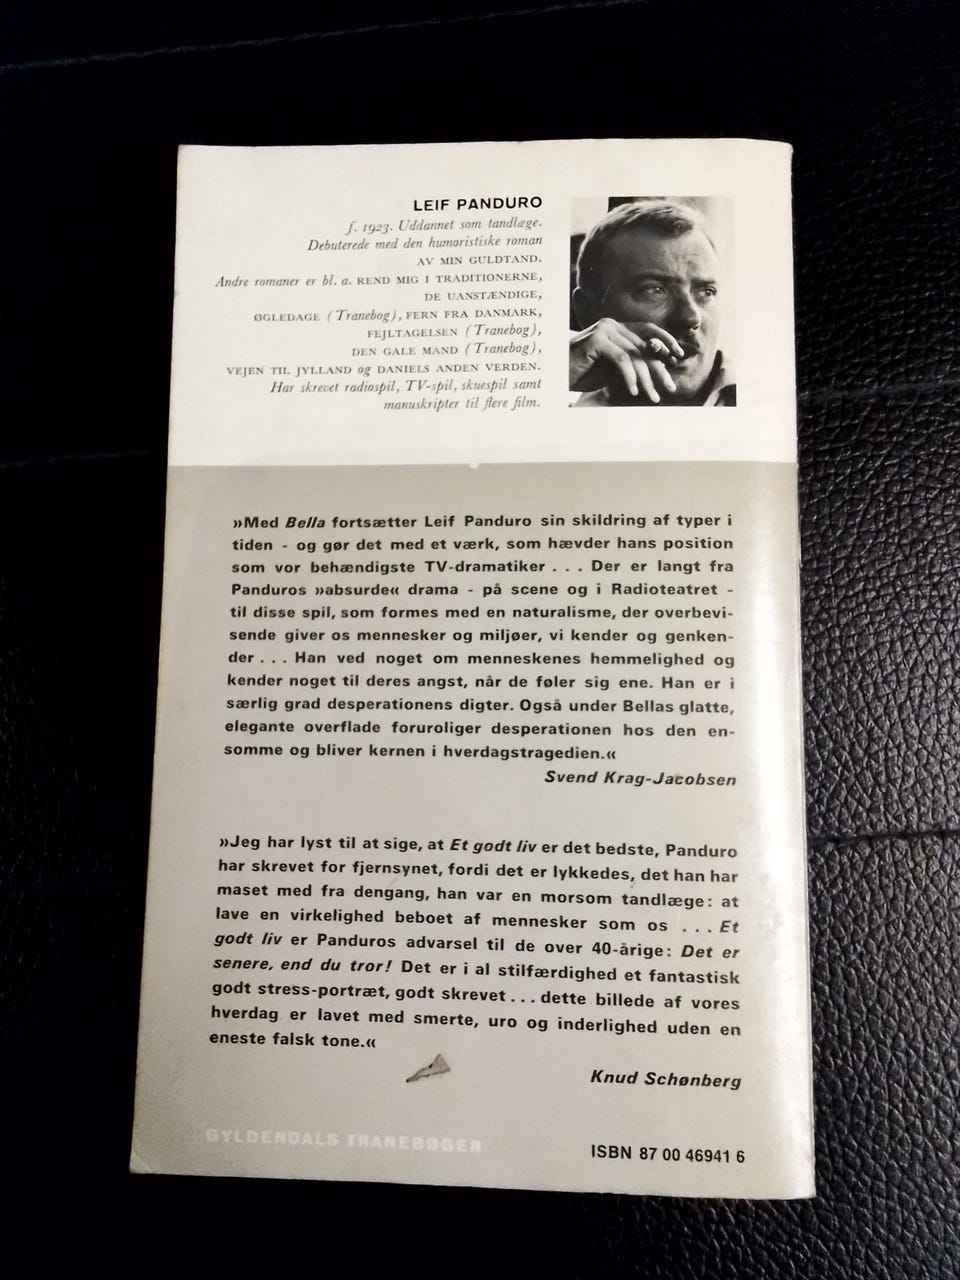 LEIF PANDURO
f. 1923. Uddannet som tandlæge.
Debuterede med den humoristiske roman
AV MIN GULDTAND.
Andre romaner er bl. a. REND MIG I TRADITIONERNE,
DE UANSTÆNDIGE,
ØGLEDAGE (Tranebog), FERN FRA DANMARK,
FEJLTAGELSEN (Tranebog),
DEN GALE MAND (Tranebog),
VEJEN TIL JYLLAND og DANIELS ANDEN VERDEN.
Har skrevet radiospil, TV-spil, skuespil samt
manuskripter til flere film.
»Med Bella fortsætter Leif Panduro sin skildring af typer i
tiden - og gør det med et værk, som hævder hans position
som vor behændigste TV-dramatiker . . . Der er langt fra
Panduros »absurde« drama - på scene og i Radioteatret -
til disse spil, som formes med en naturalisme, der overbevi-
sende giver os mennesker og miljøer, vi kender og genken-
der . . . Han ved noget om menneskenes hemmelighed og
kender noget til deres angst, når de føler sig ene. Han er i
særlig grad desperationens digter. Også under Bellas glatte,
elegante overflade foruroliger desperationen hos den en-
somme og bliver kernen i hverdagstragedien.«
Svend Krag-Jacobsen
»Jeg har lyst til at sige, at Et godt liv er det bedste, Panduro
har skrevet for fjernsynet, fordi det er lykkedes, det han har
maset med fra dengang, han var en morsom tandlæge: at
lave en virkelighed beboet af mennesker som os . . . Et
godt liv er Panduros advarsel til de over 40-årige: Det er
senere, end du tror! Det er i al stilfærdighed et fantastisk
godt stress-portræt, godt skrevet . . . dette billede af vores
hverdag er lavet med smerte, uro og inderlighed uden en
eneste falsk tone.«
Knud Schønberg
GYLDENDALS TRANEBØGER
ISBN 87 00 46941 6